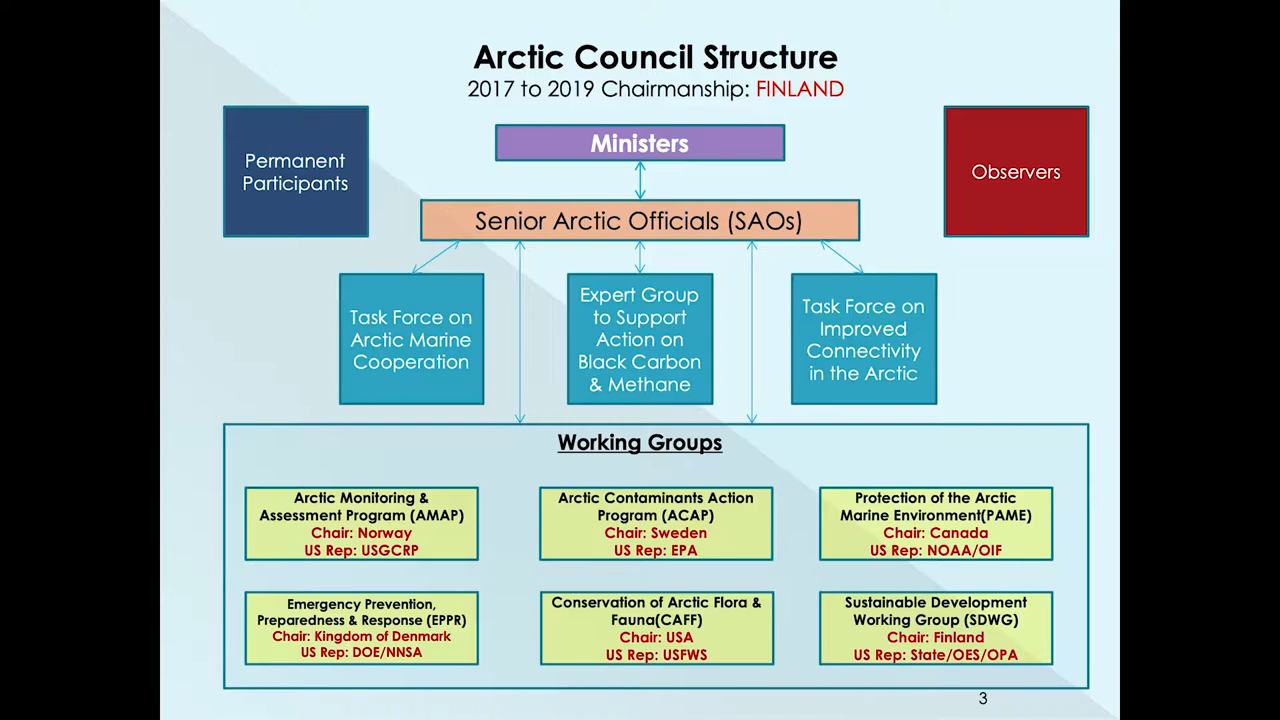 Arctic Council Structure
2017 to 2019 Chairmanship: FINLAND
Permanent
Participants
Ministers
Observers
Senior Arctic Officials (SAOs)
Task Force on
Arctic Marine
Cooperation
Expert Group
to Support
Action on
Black Carbon
& Methane
Task Force on
Improved
Connectivity
in the Arctic
Working Groups
Arctic Monitoring &
Assessment Program (AMAP)
Chair: Norway
US Rep: USGCRP
Arctic Contaminants Action
Program (ACAP)
Chair: Sweden
US Rep: EPA
Protection of the Arctic
Marine Environment(PAME)
Chair: Canada
US Rep: NOAA/OIF
Emergency Prevention,
Preparedness & Response (EPPR)
Chair: Kingdom of Denmark
US Rep: DOE/NNSA
Conservation of Arctic Flora &
Fauna(CAFF)
Chair: USA
US Rep: USFWS
Sustainable Development
Working Group (SDWG)
Chair: Finland
US Rep: State/OES/OPA
3